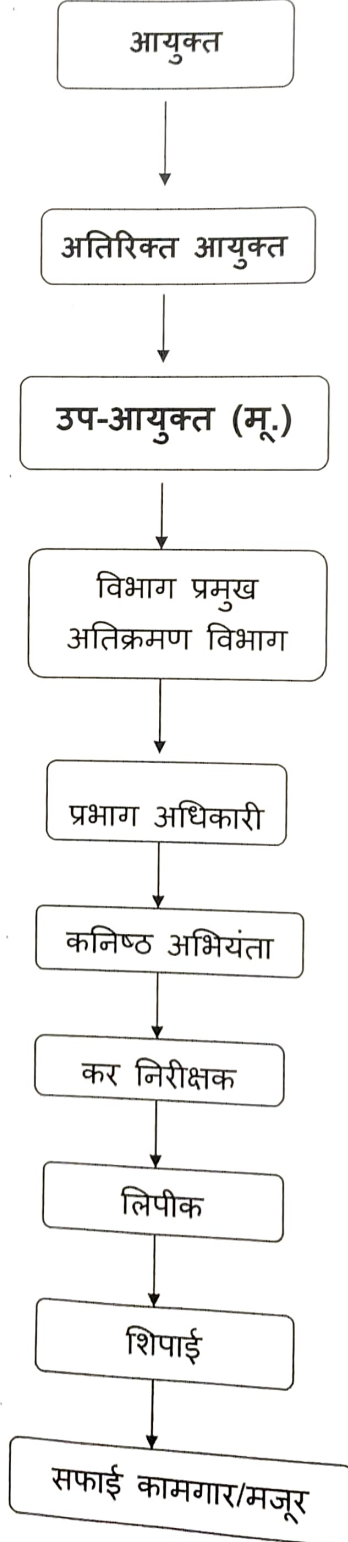 आयुक्त
अतिरिक्त आयुक्त
उप-आयुक्त (मू.)
विभाग प्रमुख
अतिक्रमण विभाग
प्रभाग अधिकारी
कनिष्ठ अभियंता
कर निरीक्षक
लिपीक
शिपाई
सफाई कामगार/मजूर